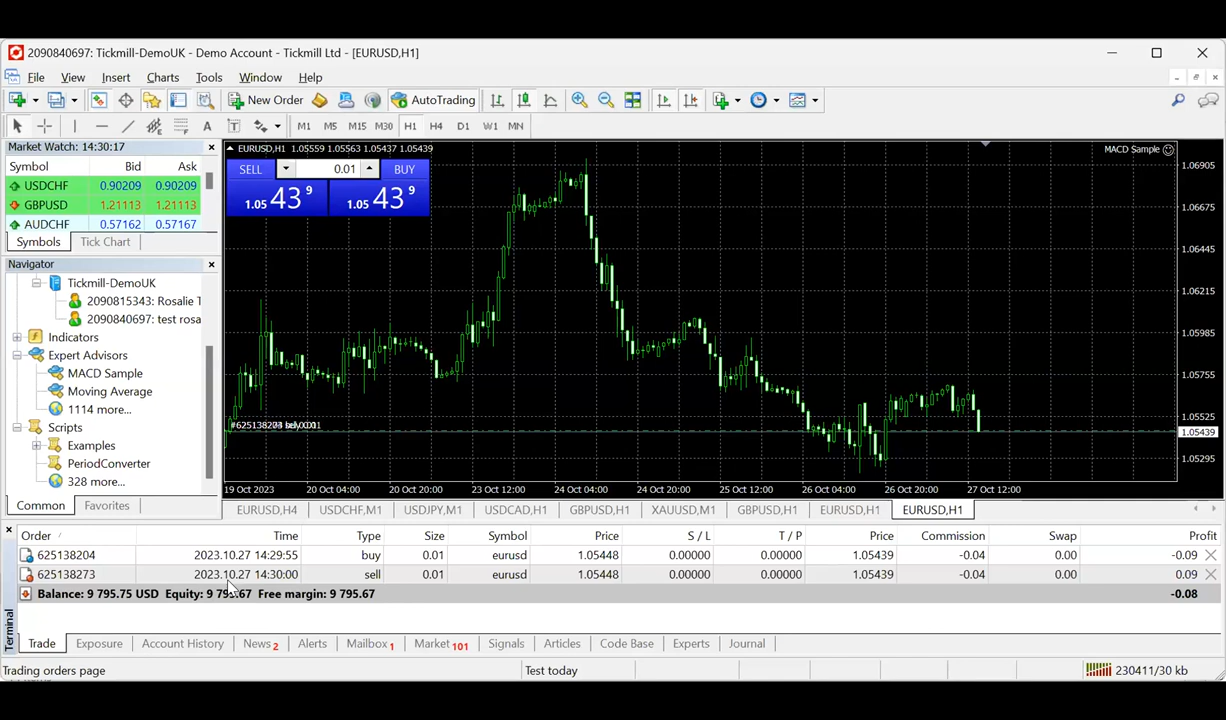 2090840697: Tickmill-DemoUK - Demo Account - Tickmill Ltd - [EURUSD,H1]
File View Insert Charts Tools Window Help
New Order AutoTrading
A T M1 M5 M15 M30 H1 H4 D1 W1 MN
Market Watch: 14:30:17
Symbol Bid Ask
USDCHF 0.90209 0.90209
GBPUSD 1.21113 1.21113
AUDCHF 0.57162 0.57167
Symbols Tick Chart
Navigator
Tickmill-DemoUK
2090815343: Rosalie T
2090840697: test rosa
Indicators
Expert Advisors
MACD Sample
Moving Average
1114 more...
Scripts
Examples
PeriodConverter
328 more...
Common Favorites
EURUSD,H1 1.05559 1.05563 1.05437 1.05439
MACD Sample
SELL 0.01 BUY
1.05 43 9 1.05 43 9
1.06905
1.06675
1.06445
1.06215
1.05985
1.05755
1.05525
1.05439
1.05295
19 Oct 2023 20 Oct 04:00 20 Oct 20:00 23 Oct 12:00 24 Oct 04:00 24 Oct 20:00 25 Oct 12:00 26 Oct 04:00 26 Oct 20:00 27 Oct 12:00
EURUSD,H4 USDCHF,M1 USDJPY,M1 USDCAD,H1 GBPUSD,H1 XAUUSD,M1 GBPUSD,H1 EURUSD,H1 EURUSD,H1
Order Time Type Size Symbol Price S / L T / P Price Commission Swap Profit
625138204 2023.10.27 14:29:55 buy 0.01 eurusd 1.05448 0.00000 0.00000 1.05439 -0.04 0.00 -0.09
625138273 2023.10.27 14:30:00 sell 0.01 eurusd 1.05448 0.00000 0.00000 1.05439 -0.04 0.00 0.09
Balance: 9 795.75 USD Equity: 9 795.67 Free margin: 9 795.67 -0.08
Terminal
Trade Exposure Account History News 2 Alerts Mailbox 1 Market 101 Signals Articles Code Base Experts Journal
Trading orders page Test today 230411/30 kb